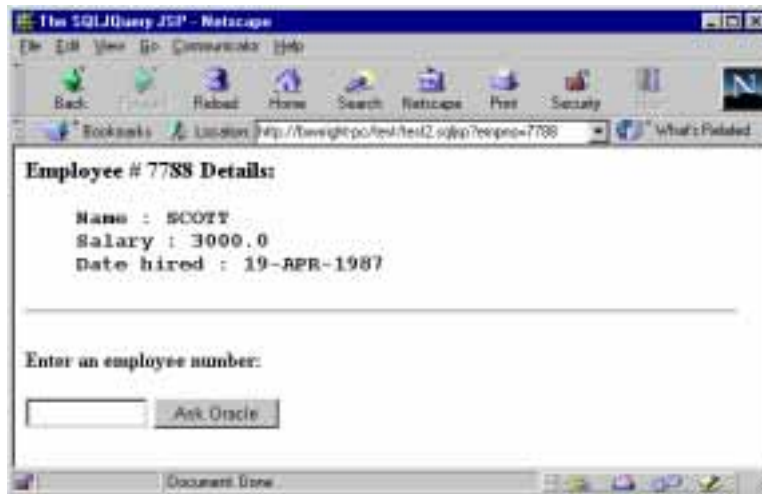 The SQLJQuery JSP - Netscape
File Edit View Go Communicator Help
Back Reload Home Search Netscape Print Security
Bookmarks Location: What's Related
Employee # 7788 Details:
Name : SCOTT
Salary : 3000.0
Date hired : 19-APR-1987
Enter an employee number:
Ask Oracle
Document: Done